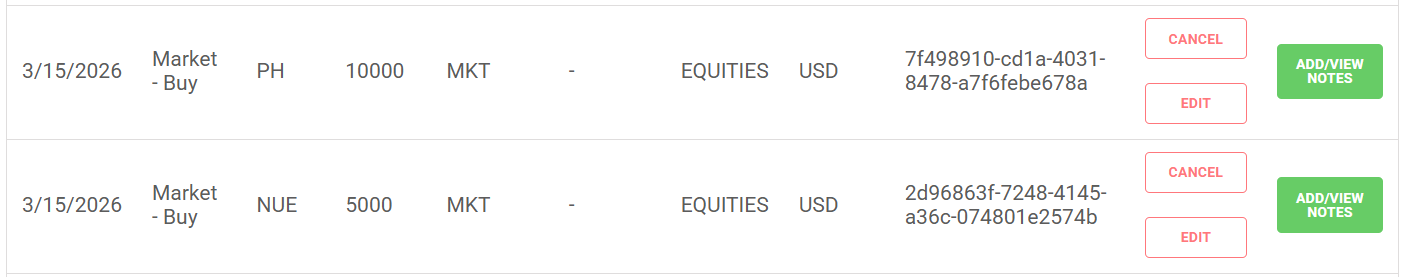 3/15/2026 Market - Buy PH 10000 MKT - EQUITIES USD 7f498910-cd1a-4031-8478-a7f6febe678a CANCEL EDIT ADD/VIEW NOTES
3/15/2026 Market - Buy NUE 5000 MKT - EQUITIES USD 2d96863f-7248-4145-a36c-074801e2574b CANCEL EDIT ADD/VIEW NOTES